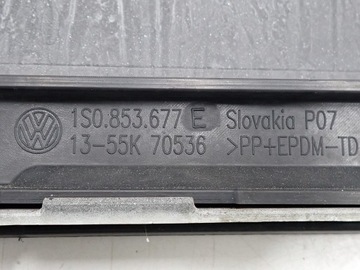 1S0.853.677 E Slovakia P07
13-55K 70536 >PP+EPDM-TD